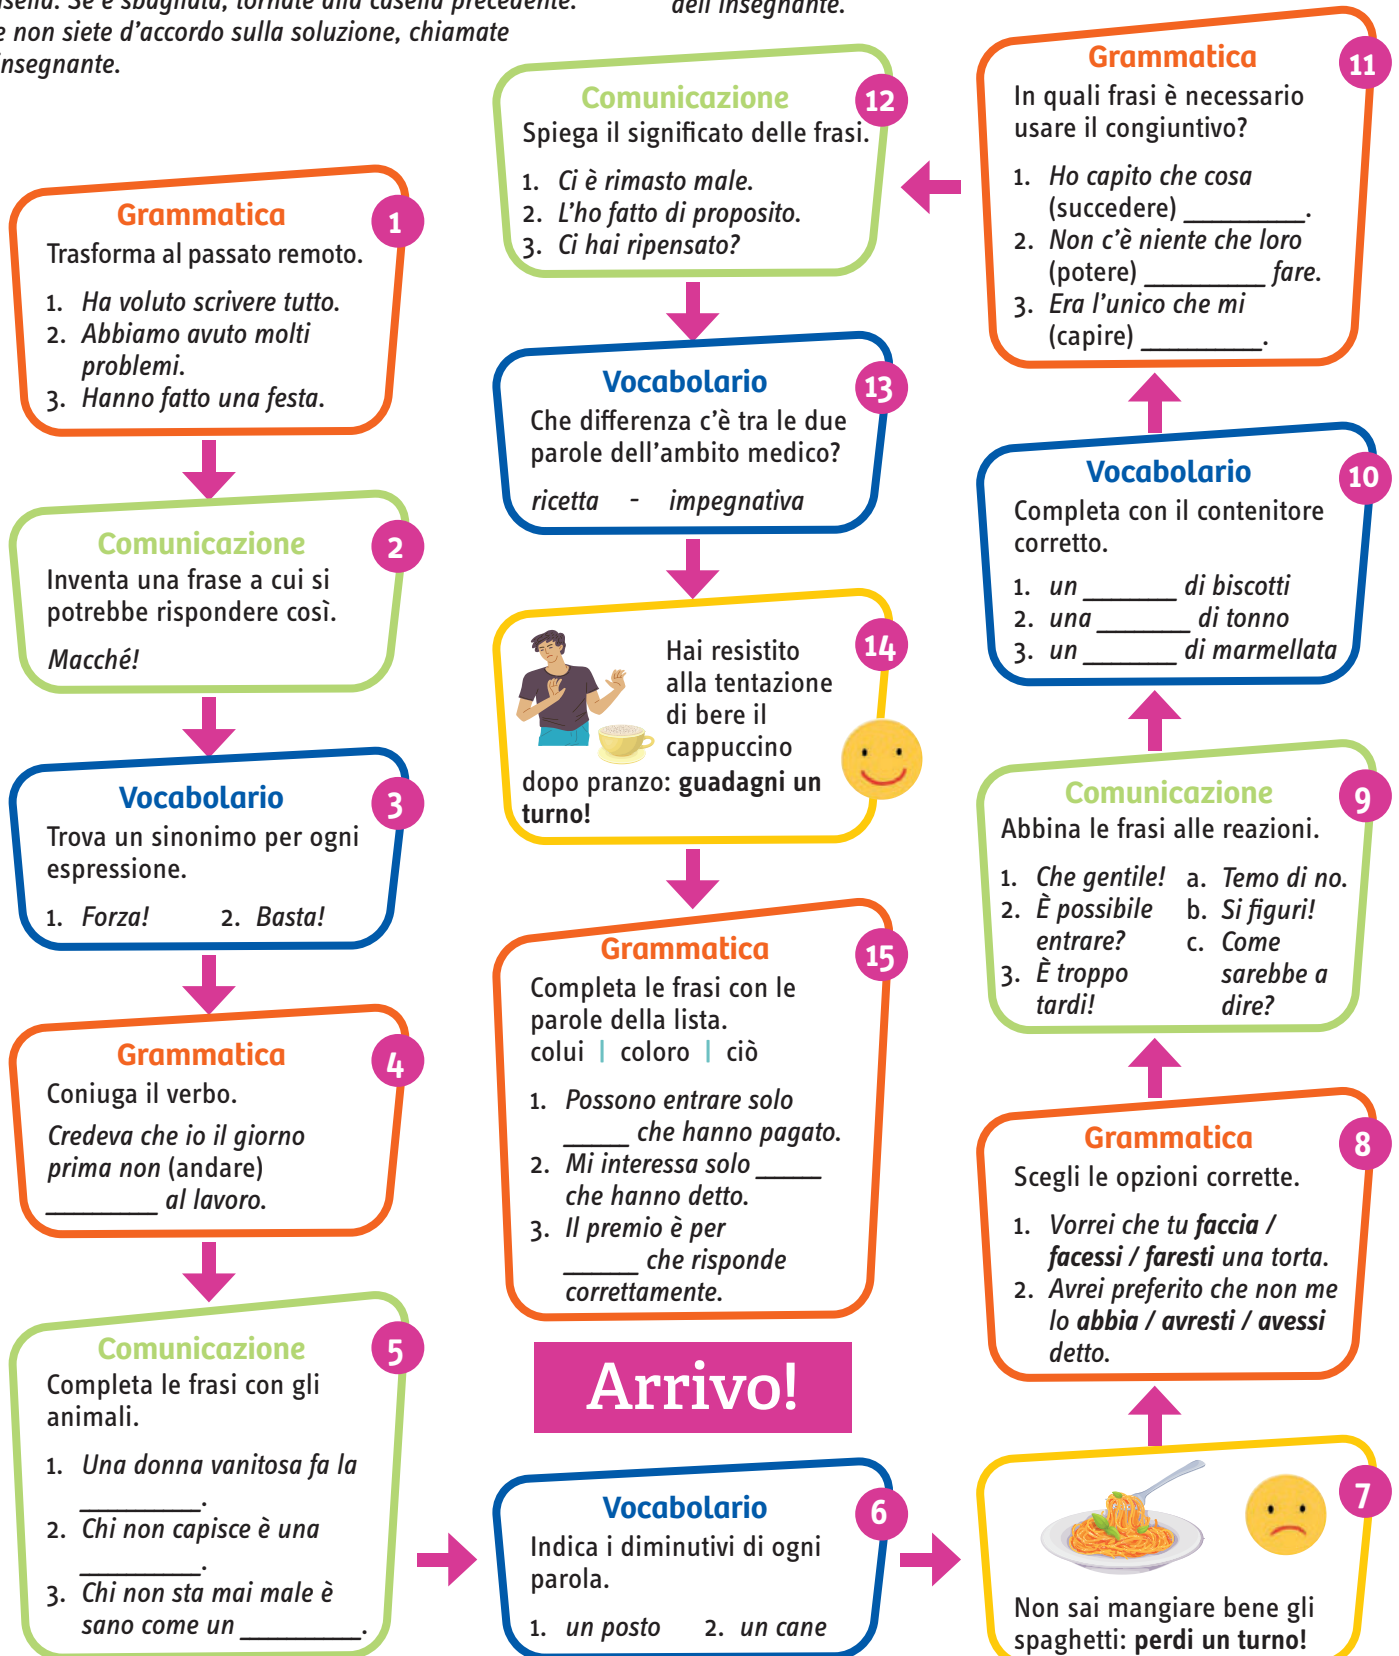 asella. Se è sbagliata, tornate alla casella precedente.
e non siete d'accordo sulla soluzione, chiamate
insegnante.
dell'insegnante.
1
Grammatica
Trasforma al passato remoto.
1. Ha voluto scrivere tutto.
2. Abbiamo avuto molti
problemi.
3. Hanno fatto una festa.
2
Comunicazione
Inventa una frase a cui si
potrebbe rispondere così.
Macché!
3
Vocabolario
Trova un sinonimo per ogni
espressione.
1. Forza! 2. Basta!
4
Grammatica
Coniuga il verbo.
Credeva che io il giorno
prima non (andare)
_________ al lavoro.
5
Comunicazione
Completa le frasi con gli
animali.
1. Una donna vanitosa fa la
__________.
2. Chi non capisce è una
__________.
3. Chi non sta mai male è
sano come un __________.
6
Vocabolario
Indica i diminutivi di ogni
parola.
1. un posto 2. un cane
7
Non sai mangiare bene gli
spaghetti: perdi un turno!
8
Grammatica
Scegli le opzioni corrette.
1. Vorrei che tu faccia /
facessi / faresti una torta.
2. Avrei preferito che non me
lo abbia / avresti / avessi
detto.
9
Comunicazione
Abbina le frasi alle reazioni.
1. Che gentile! a. Temo di no.
2. È possibile b. Si figuri!
entrare? c. Come
3. È troppo sarebbe a
tardi! dire?
10
Vocabolario
Completa con il contenitore
corretto.
1. un ________ di biscotti
2. una ________ di tonno
3. un ________ di marmellata
11
Grammatica
In quali frasi è necessario
usare il congiuntivo?
1. Ho capito che cosa
(succedere) __________.
2. Non c'è niente che loro
(potere) __________ fare.
3. Era l'unico che mi
(capire) __________.
12
Comunicazione
Spiega il significato delle frasi.
1. Ci è rimasto male.
2. L'ho fatto di proposito.
3. Ci hai ripensato?
13
Vocabolario
Che differenza c'è tra le due
parole dell'ambito medico?
ricetta - impegnativa
14
Hai resistito
alla tentazione
di bere il
cappuccino
dopo pranzo: guadagni un
turno!
15
Grammatica
Completa le frasi con le
parole della lista.
colui | coloro | ciò
1. Possono entrare solo
_____ che hanno pagato.
2. Mi interessa solo _____
che hanno detto.
3. Il premio è per
______ che risponde
correttamente.
Arrivo!